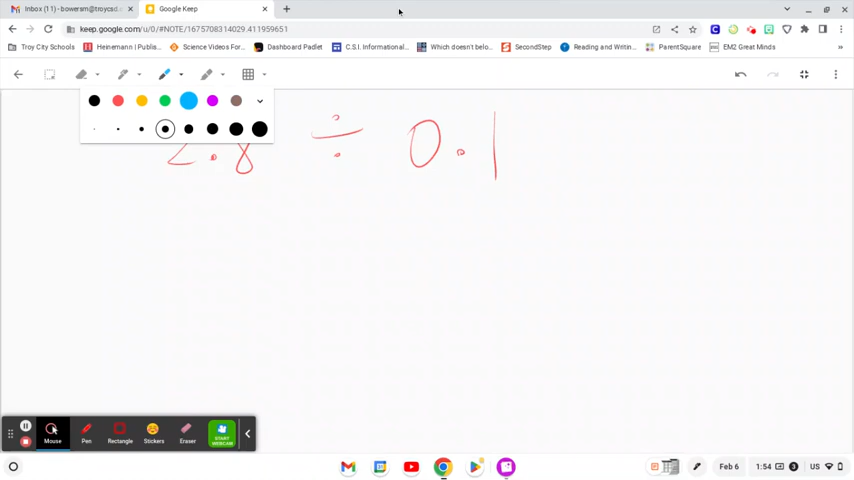 Inbox (11) - bowersm@troycsd.
Google Keep
keep.google.com/u/0/#NOTE/1675708314029.411959651
Troy City Schools
Heinemann | (Publis...
Science Video For...
Dashboard Padlet
C.S.I. Informational...
Which doesn't belo...
SecondStep
Reading and Writin...
ParentSquare
EM2 Great Minds
»
2.8 ÷ 0.1
Mouse
Pen
Rectangle
Stickers
Eraser
START WEBCAM
Feb 6
1:54
3
US